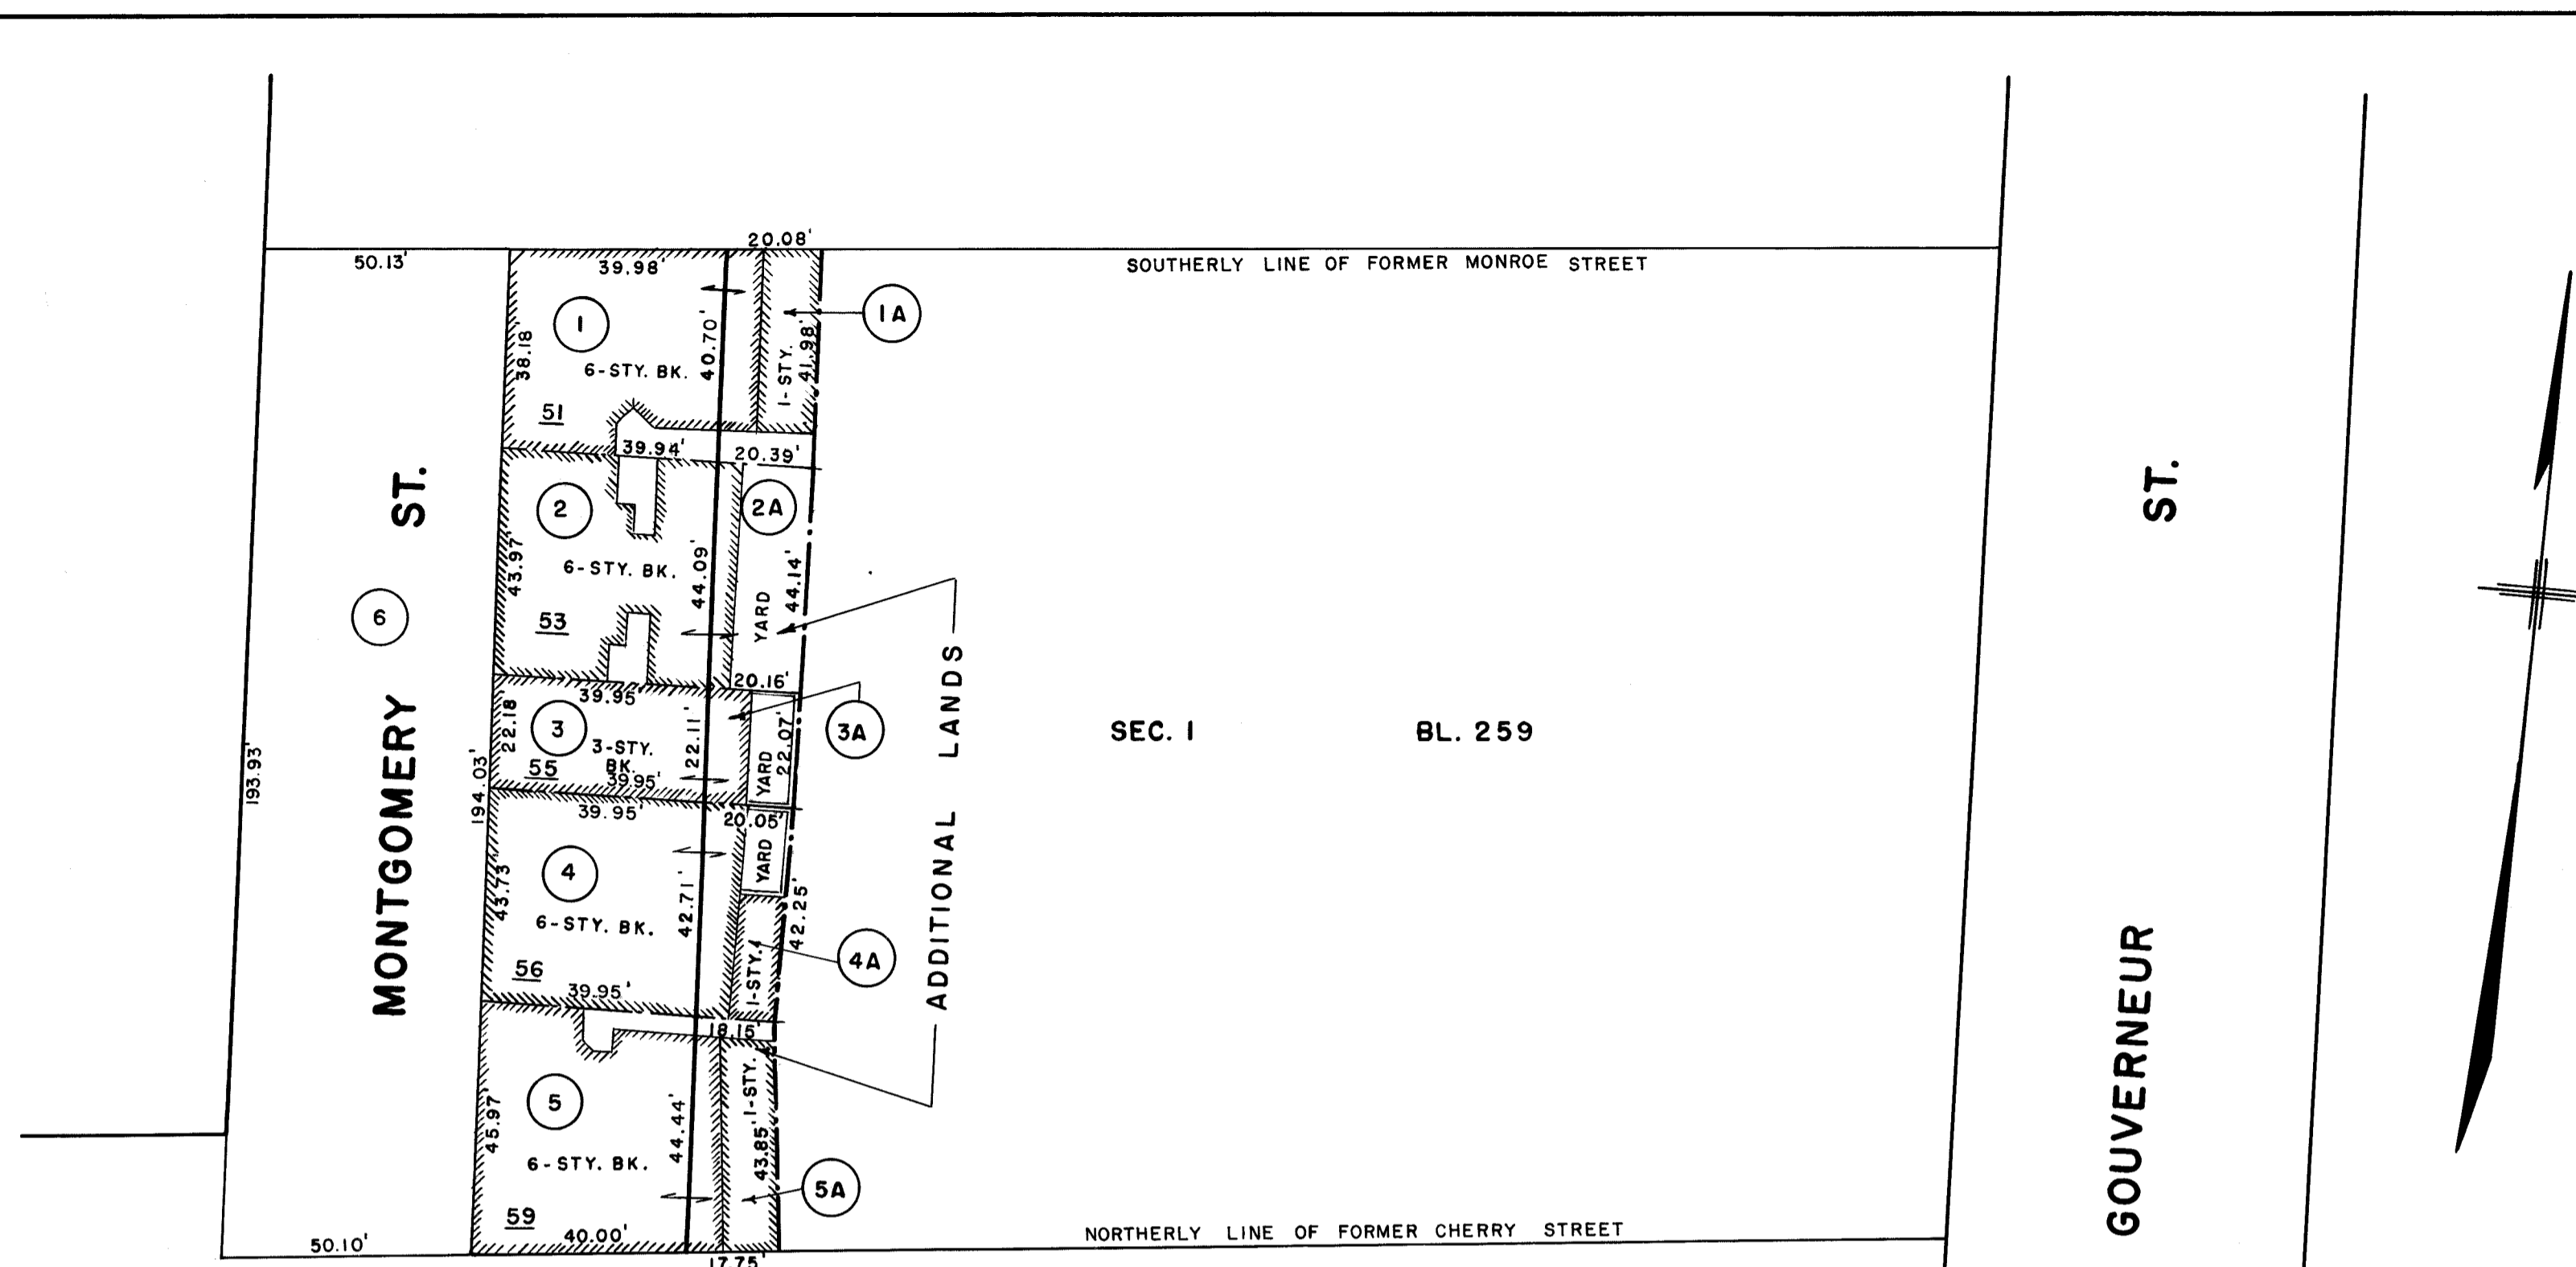 20.08'
50.13'
39.98'
SOUTHERLY LINE OF FORMER MONROE STREET
1
1A
38.18'
40.70'
1-STY.
41.98'
6-STY. BK.
51
39.94'
20.39'
ST.
ST.
2
2A
43.97'
44.09'
44.14'
6-STY. BK.
YARD
6
53
20.16'
39.95'
22.18'
3
22.11'
22.07'
3A
SEC. 1
BL. 259
3-STY.
BK.
YARD
55
39.95'
193.93'
194.03'
MONTGOMERY
ADDITIONAL LANDS
39.95'
20.05'
YARD
4
43.73'
42.71'
42.25'
6-STY. BK.
4A
1-STY.
56
39.95'
18.15'
GOUVERNEUR
1-STY.
5
45.97'
44.44'
43.85'
6-STY. BK.
5A
59
40.00'
NORTHERLY LINE OF FORMER CHERRY STREET
50.10'
17.75'